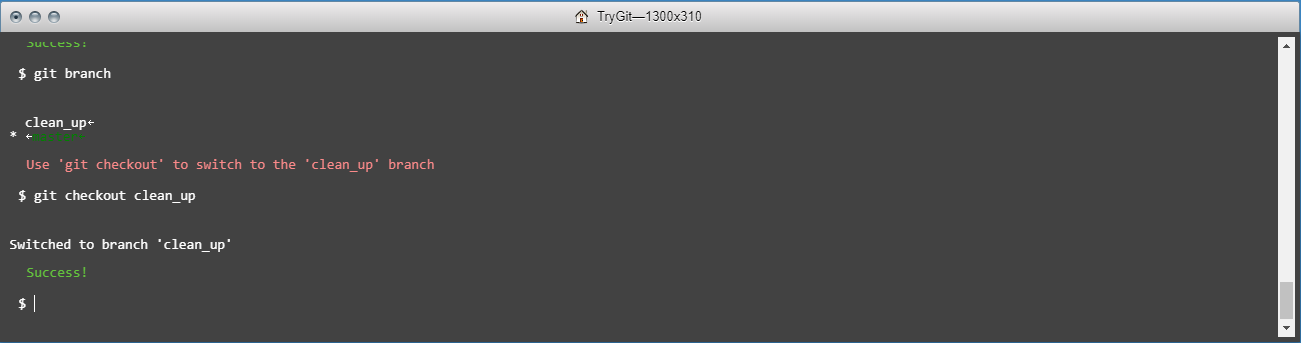 TryGit—1300x310
Success!
$ git branch
clean_up←
* ←master←
Use 'git checkout' to switch to the 'clean_up' branch
$ git checkout clean_up
Switched to branch 'clean_up'
Success!
$